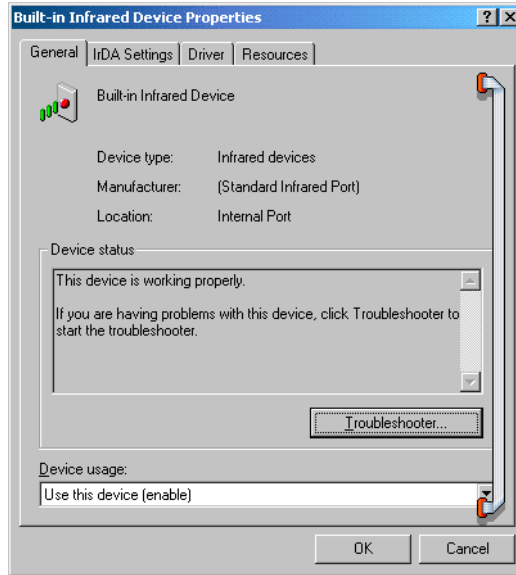 Built-in Infrared Device Properties
General IrDA Settings Driver Resources
Built-in Infrared Device
Device type: Infrared devices
Manufacturer: (Standard Infrared Port)
Location: Internal Port
Device status
This device is working properly.
If you are having problems with this device, click Troubleshooter to
start the troubleshooter.
Troubleshooter...
Device usage:
Use this device (enable)
OK Cancel